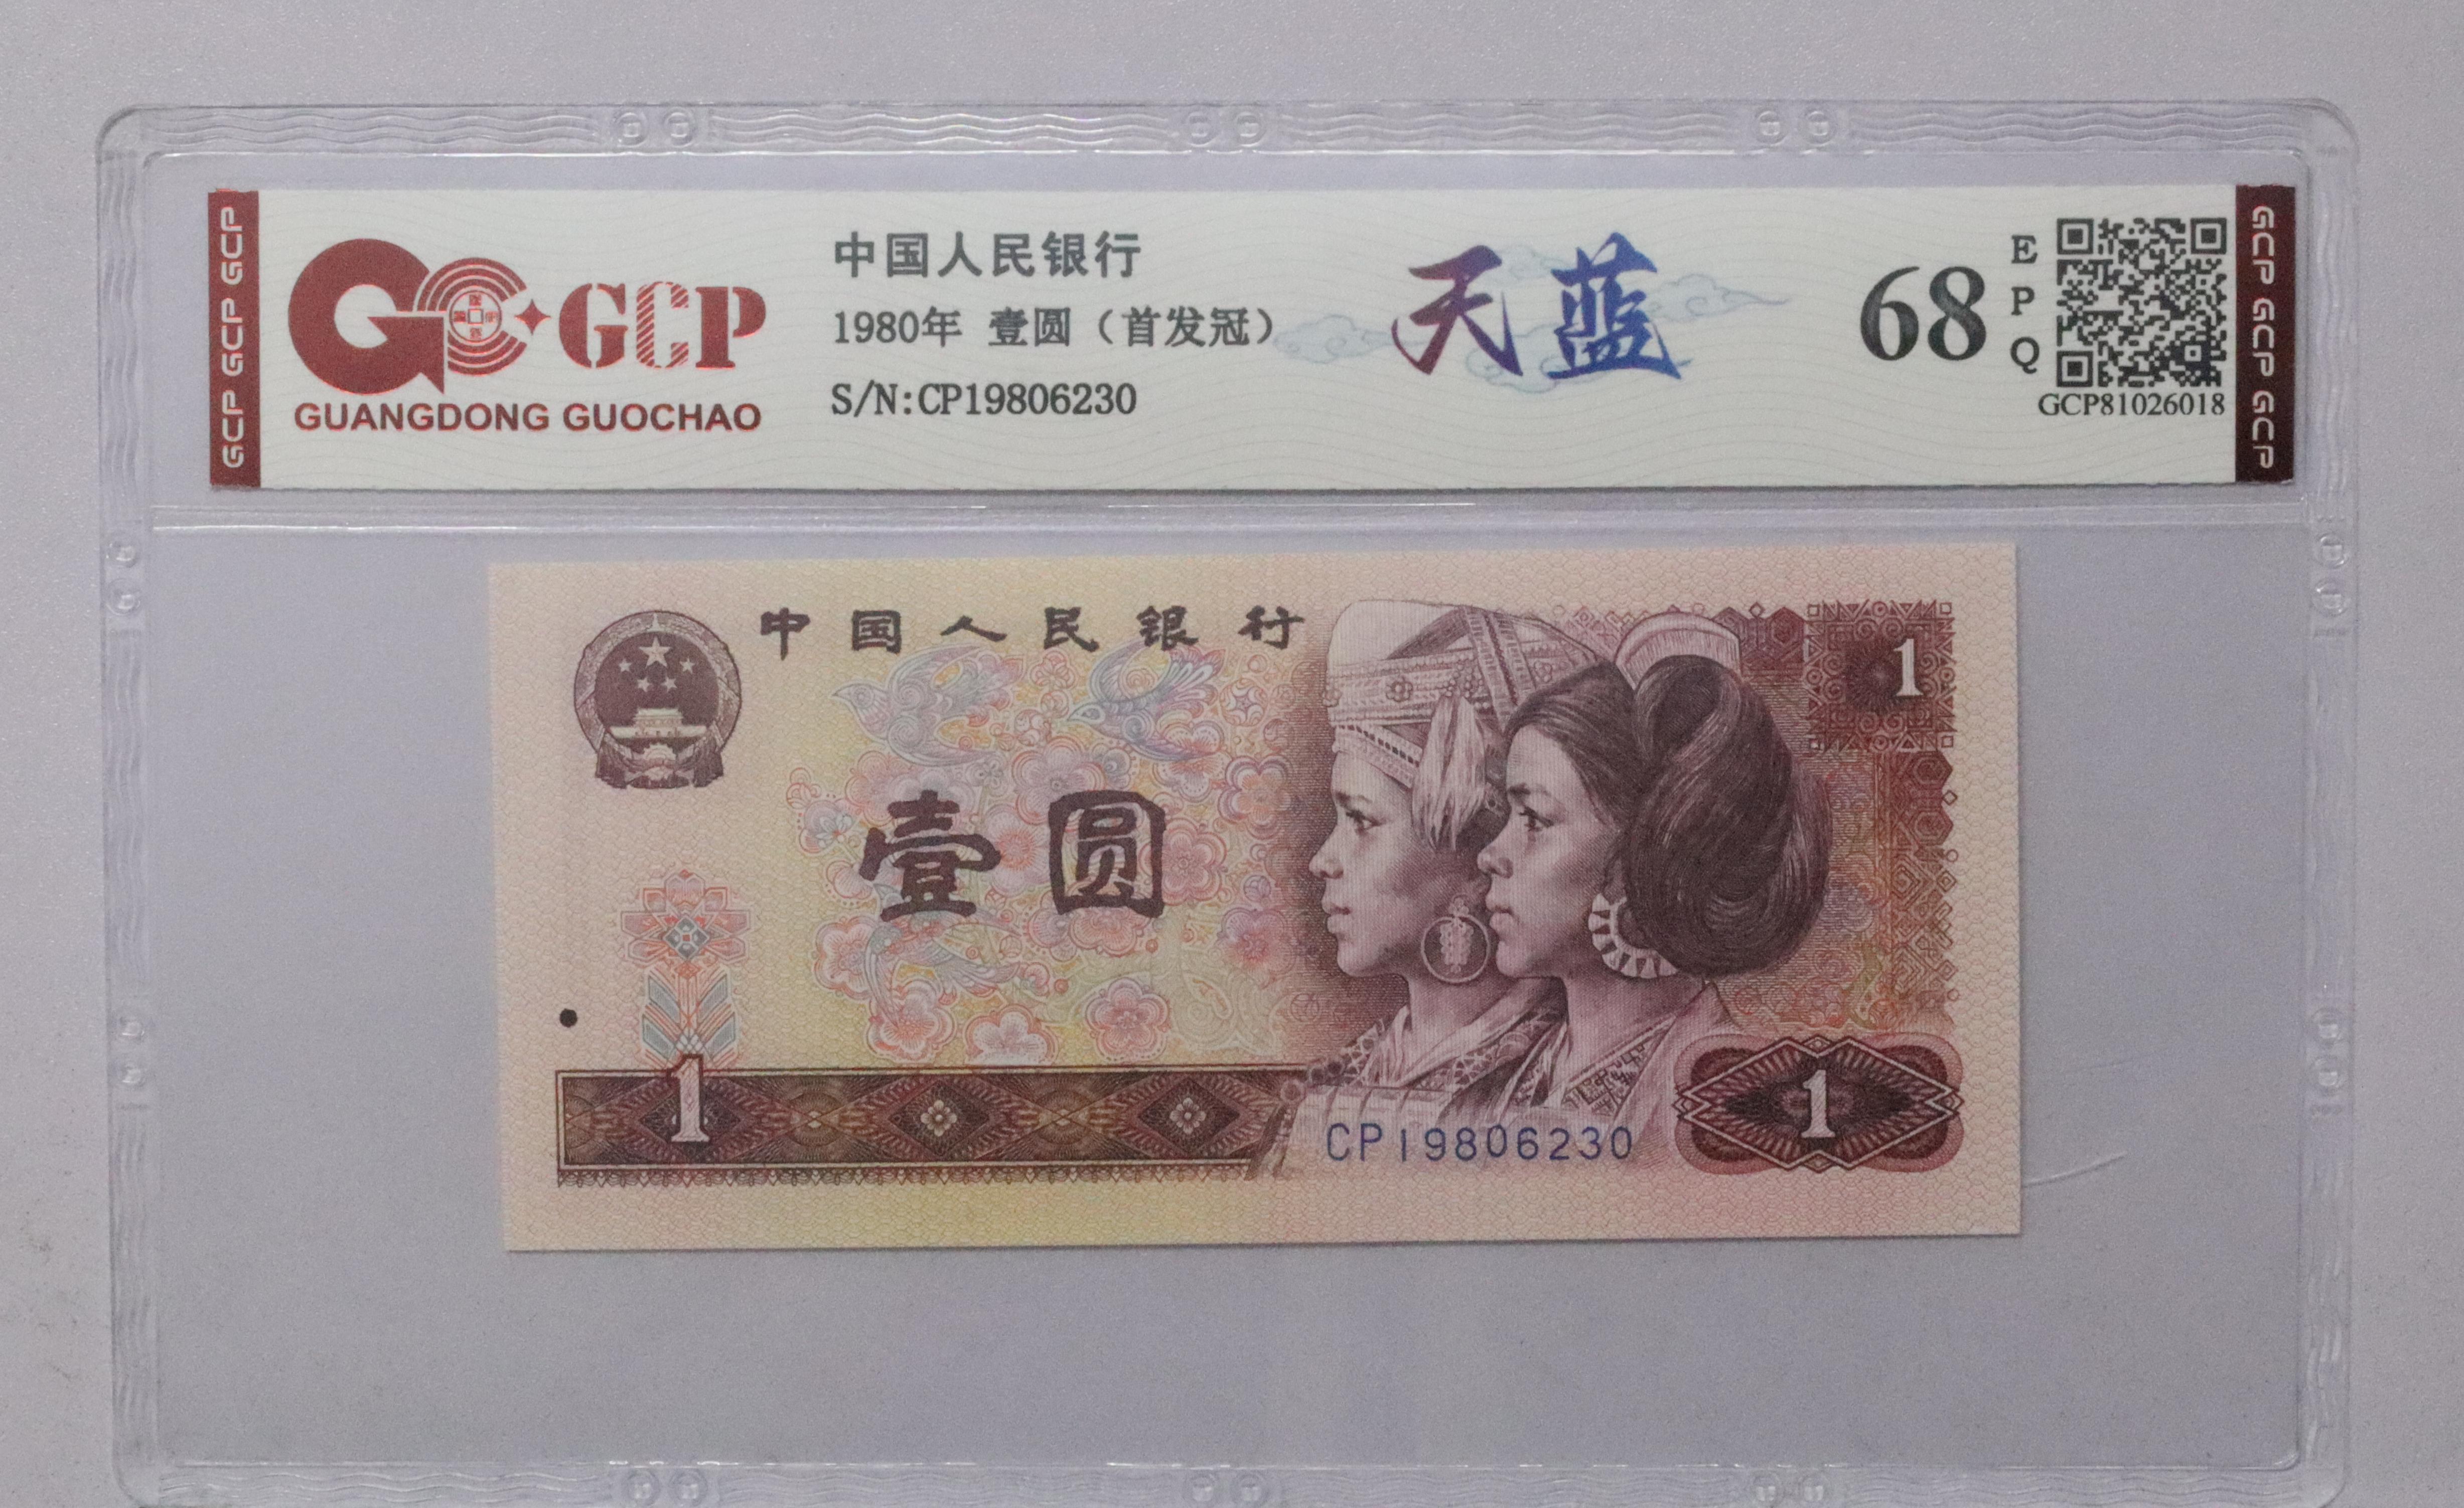 GCP GCP GCP
GC GCP
GUANGDONG GUOCHAO
中国人民银行
1980年 壹圆（首发冠）
S/N:CP19806230
天蓝
68
E
P
Q
GCP81026018
GCP GCP GCP
中国人民银行
1
壹圆
1
CP19806230
1